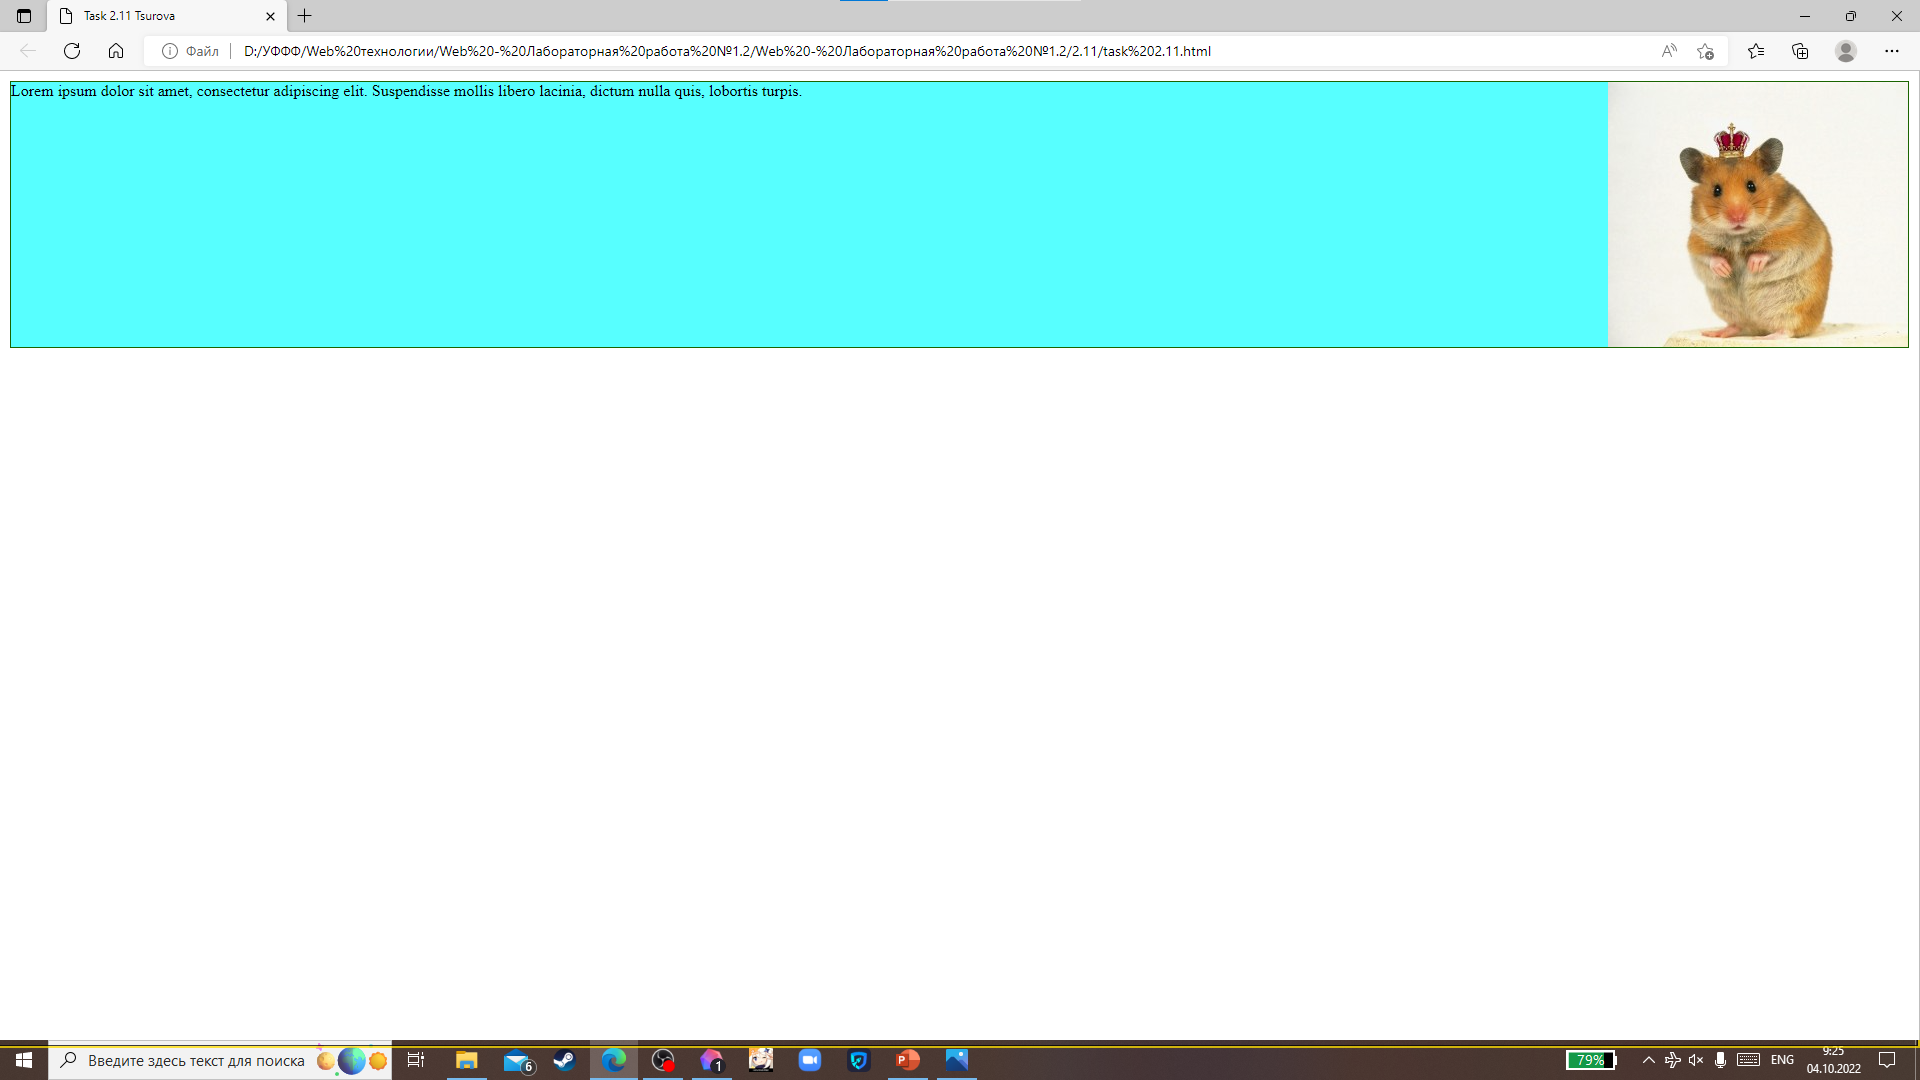 Task 2.11 Tsurova
Файл
D:/УФФФ/Web%20технологии/Web%20-%20Лабораторная%20работа%20№1.2/Web%20-%20Лабораторная%20работа%20№1.2/2.11/task%202.11.html
Lorem ipsum dolor sit amet, consectetur adipiscing elit. Suspendisse mollis libero lacinia, dictum nulla quis, lobortis turpis.
Введите здесь текст для поиска
6
1
79%
ENG
9:25
04.10.2022